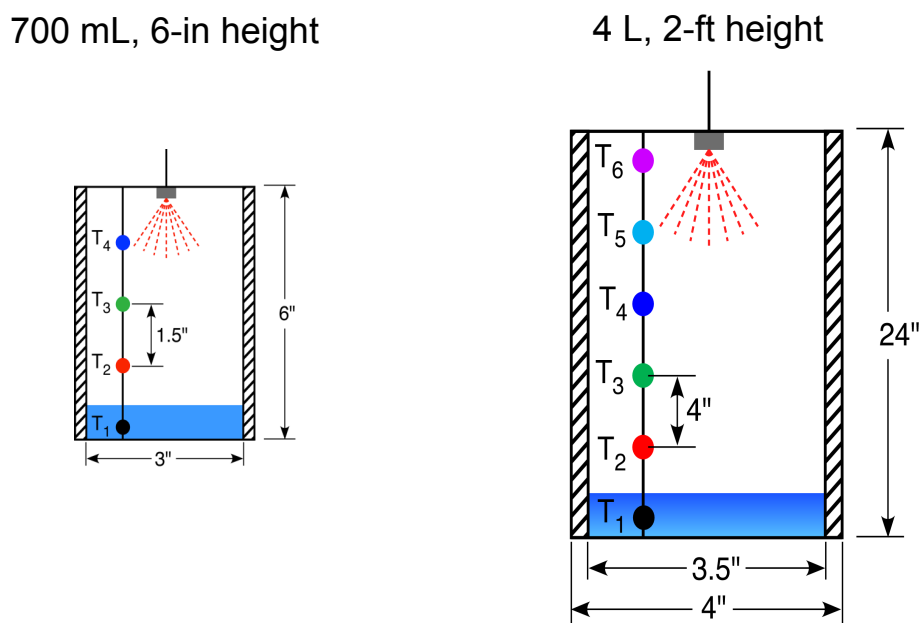 700 mL, 6-in height
T4
T3
T2
T1
1.5"
6"
3"
4 L, 2-ft height
T6
T5
T4
T3
T2
T1
4"
24"
3.5"
4"